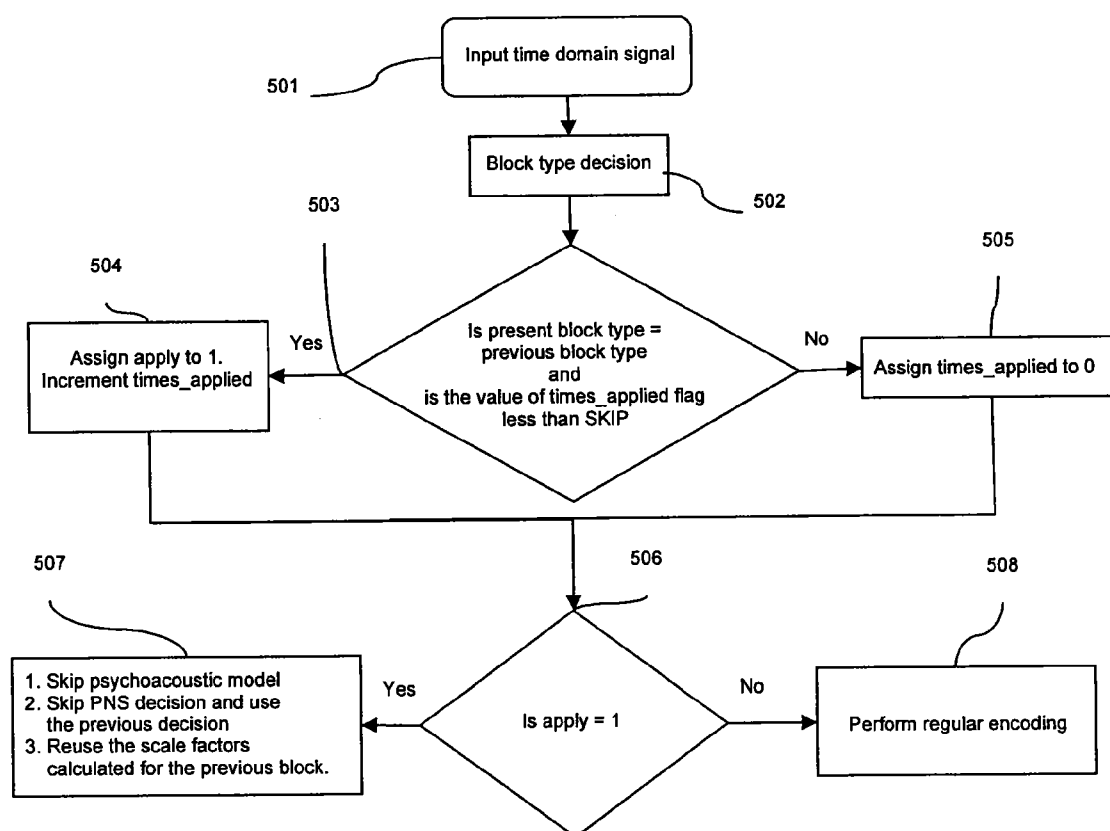 Input time domain signal
501
Block type decision
502
503
504
505
Is present block type =
previous block type
and
is the value of times_applied flag
less than SKIP
Yes
No
Assign apply to 1.
Increment times_applied
Assign times_applied to 0
506
507
508
1. Skip psychoacoustic model
2. Skip PNS decision and use
the previous decision
3. Reuse the scale factors
calculated for the previous block.
Yes
Is apply = 1
No
Perform regular encoding